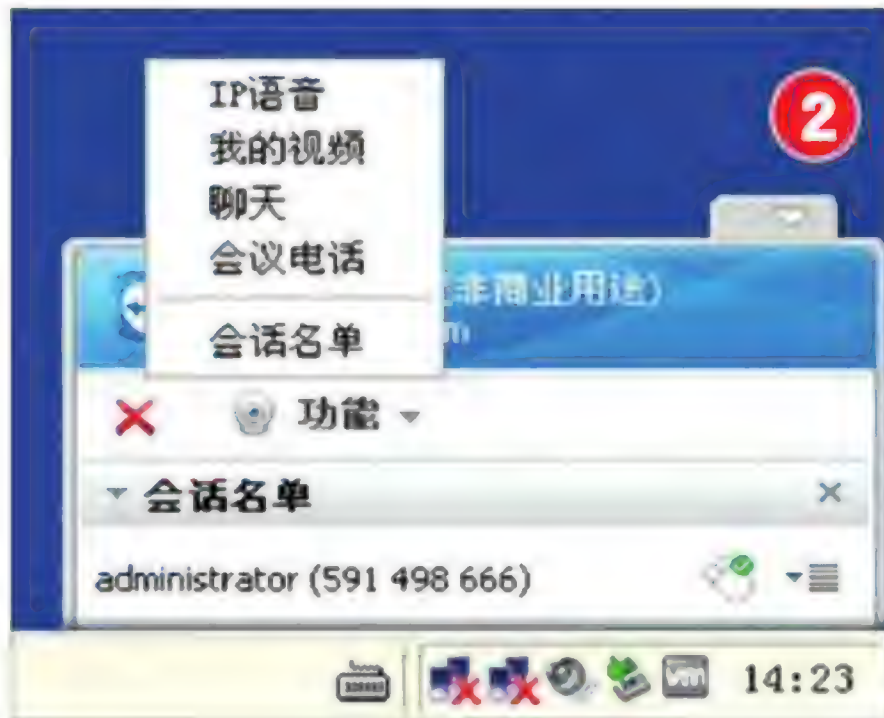 IP语音
我的视频
聊天
会议电话
会话名单
2
非商业用途)
m
功能
会话名单
administrator (591 498 666)
vm
14:23